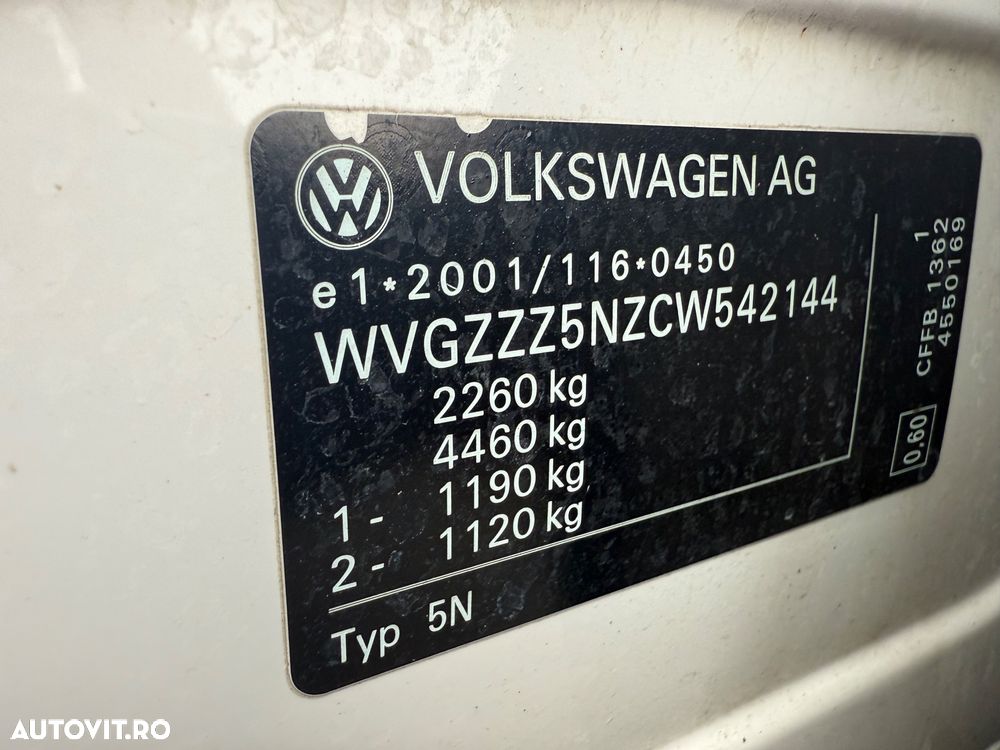 VOLKSWAGEN AG
e1*2001/116*0450
WVGZZZ5NZCW542144
2260 kg
4460 kg
1 - 1190 kg
2 - 1120 kg
Typ 5N
1
CFFB 1362
4550169
0.60
AUTOVIT.RO